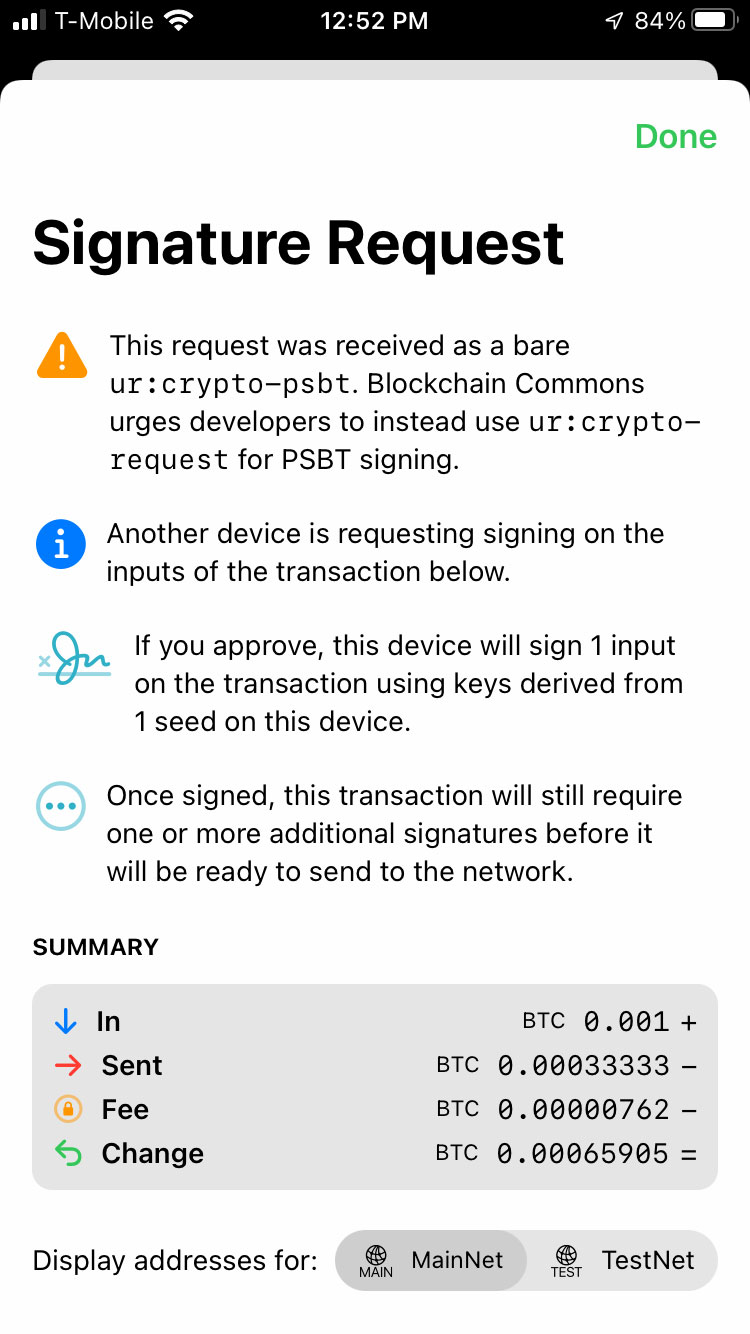 T-Mobile 12:52 PM 84%
Done
Signature Request
This request was received as a bare
ur:crypto-psbt. Blockchain Commons
urges developers to instead use ur:crypto-
request for PSBT signing.
Another device is requesting signing on the
inputs of the transaction below.
If you approve, this device will sign 1 input
on the transaction using keys derived from
1 seed on this device.
Once signed, this transaction will still require
one or more additional signatures before it
will be ready to send to the network.
SUMMARY
In BTC 0.001 +
Sent BTC 0.00033333 −
Fee BTC 0.00000762 −
Change BTC 0.00065905 =
Display addresses for: MAIN MainNet TEST TestNet